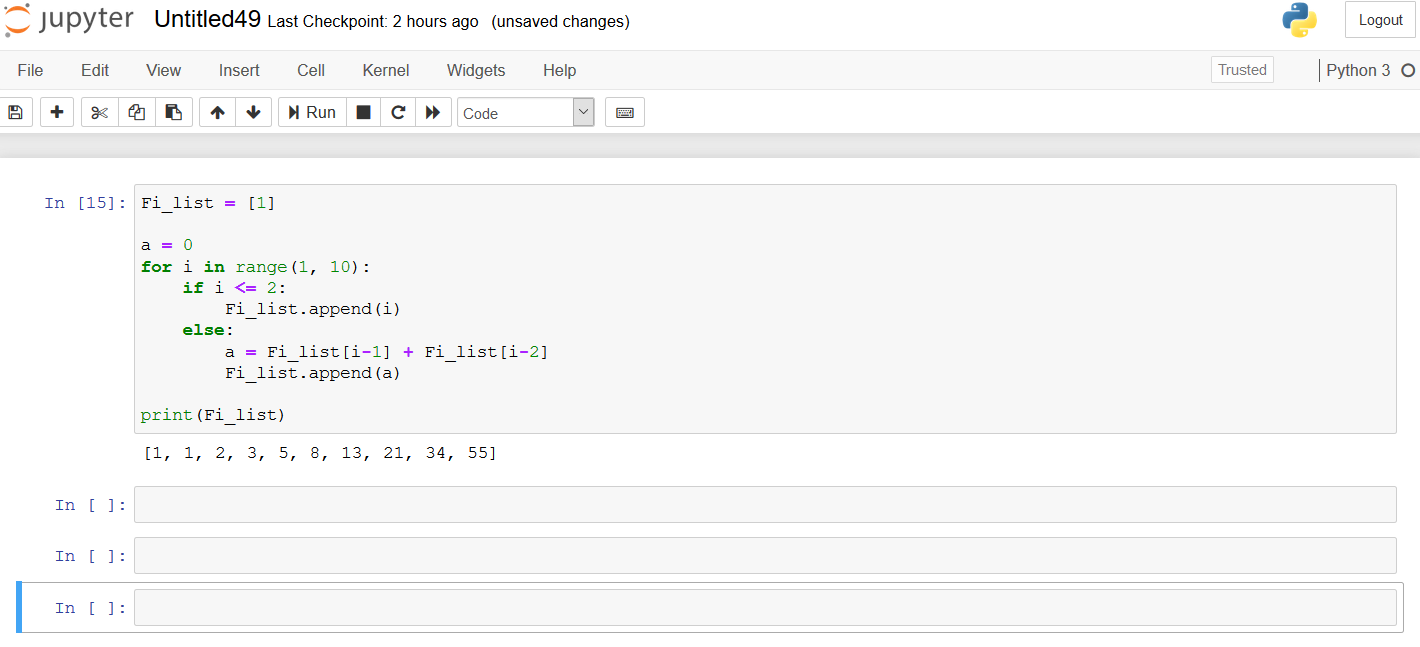 jupyter Untitled49 Last Checkpoint: 2 hours ago (unsaved changes) Logout
File Edit View Insert Cell Kernel Widgets Help Trusted Python 3
Run Code
In [15]: Fi_list = [1]
a = 0
for i in range(1, 10):
    if i <= 2:
        Fi_list.append(i)
    else:
        a = Fi_list[i-1] + Fi_list[i-2]
        Fi_list.append(a)
print(Fi_list)
[1, 1, 2, 3, 5, 8, 13, 21, 34, 55]
In [ ]:
In [ ]:
In [ ]: